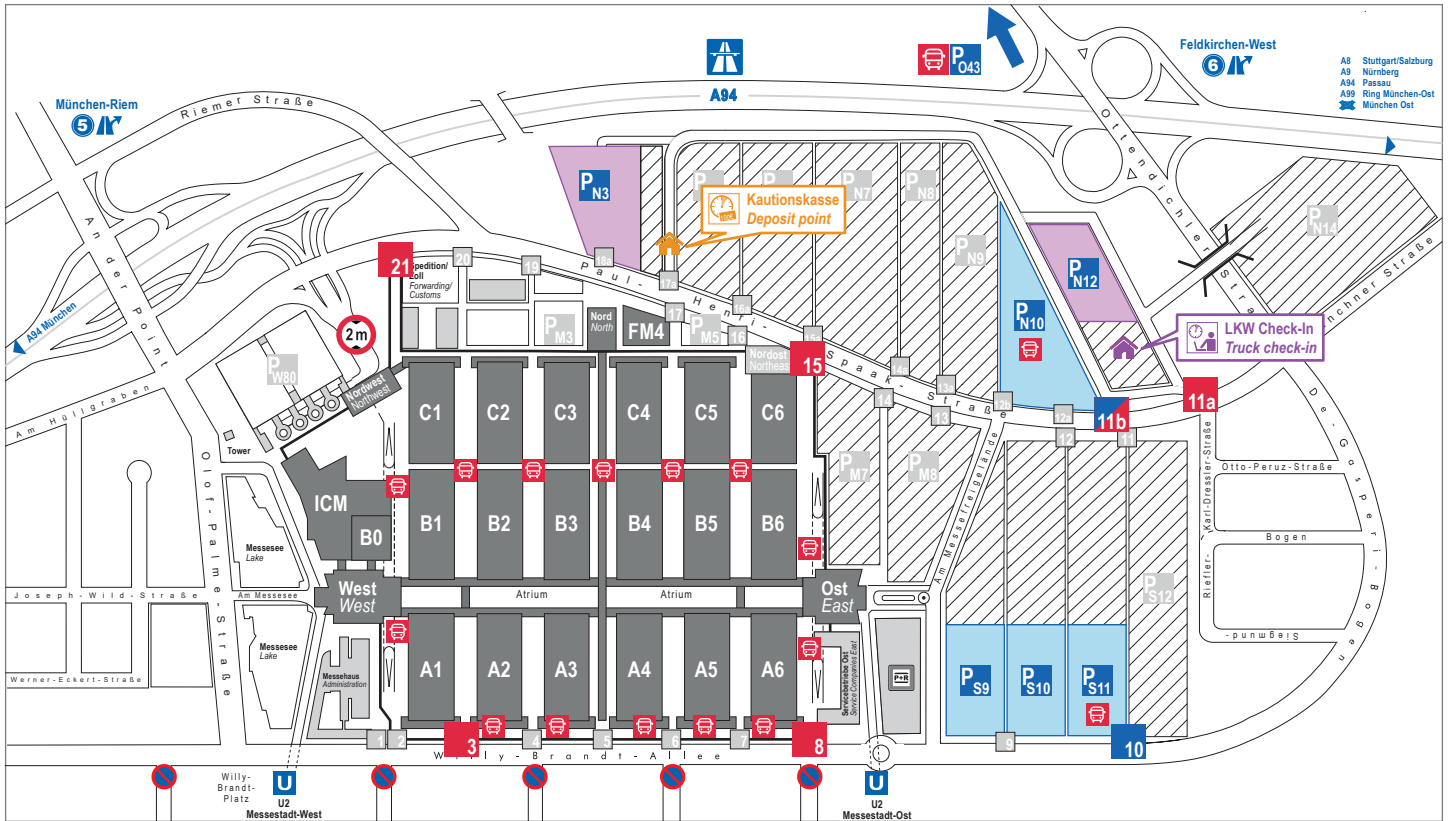 München-Riem
5
Riemer Straße
An der Point
A94 München
Am Hüllgraben
A94
P
O43
Feldkirchen-West
6
A8 Stuttgart/Salzburg
A9 Nürnberg
A94 Passau
A99 Ring München-Ost
München Ost
Ottendichler Straße
P
N3
Kautionskasse
Deposit point
P
N7
P
N8
P
N9
P
N10
P
N12
P
N14
LKW Check-In
Truck check-in
21
20
19
18a
17a
17
16
15
14a
14
13a
13
12b
12a
12
11b
11a
11
Spedition/
Zoll
Forwarding/
Customs
Paul-Henri-Spaak-Straße
2 m
P
W80
P
M3
Nord
North
FM4
P
M5
Nordost
Northeast
Nordwest
Northwest
P
M7
P
M8
Tower
Olof-Palme-Straße
C1
C2
C3
C4
C5
C6
ICM
B0
B1
B2
B3
B4
B5
B6
Am Messefreigelände
Karl-Dressler-Straße
Otto-Peruz-Straße
De-Gasperi-Bogen
Bogen
Riefler-
Siegmund-
Messesee
Lake
West
West
Atrium
Atrium
Ost
East
Joseph-Wild-Straße
Am Messesee
P
S12
Messesee
Lake
Werner-Eckert-Straße
Messehaus
Administration
A1
A2
A3
A4
A5
A6
Servicebetriebe Ost
Service Companies East
P+R
P
S9
P
S10
P
S11
1
2
3
4
5
6
7
8
9
10
Willy-Brandt-Allee
Willy-
Brandt-
Platz
U
U2
Messestadt-West
U
U2
Messestadt-Ost